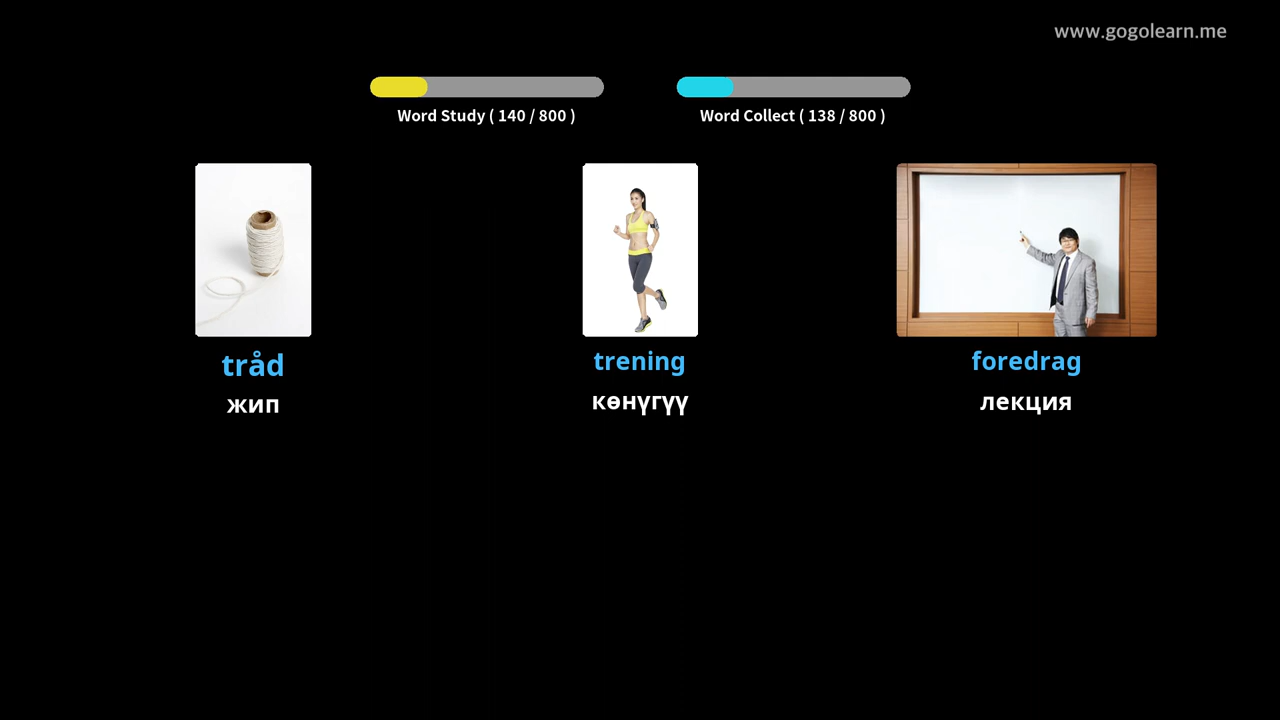 www.gogolearn.me
Word Study ( 140 / 800 )
Word Collect ( 138 / 800 )
tråd
trening
foredrag
жип
көнүгүү
лекция